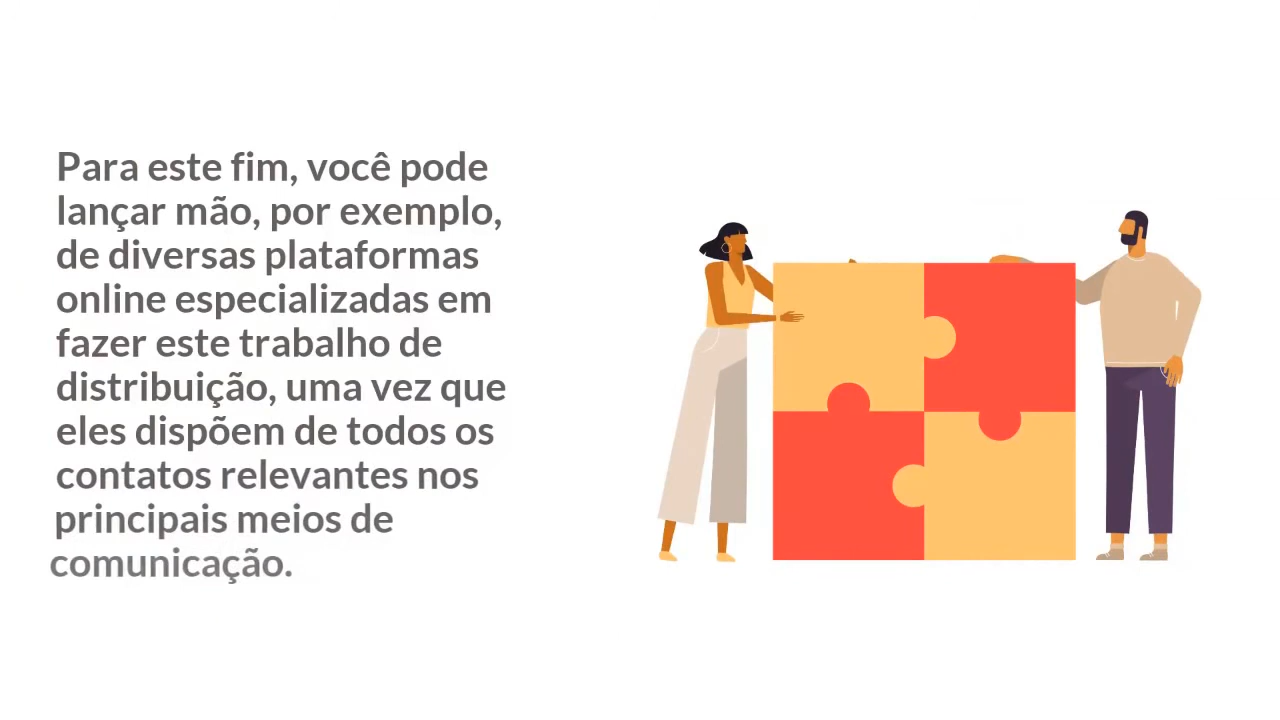 Para este fim, você pode
lançar mão, por exemplo,
de diversas plataformas
online especializadas em
fazer este trabalho de
distribuição, uma vez que
eles dispõem de todos os
contatos relevantes nos
principais meios de
comunicação.